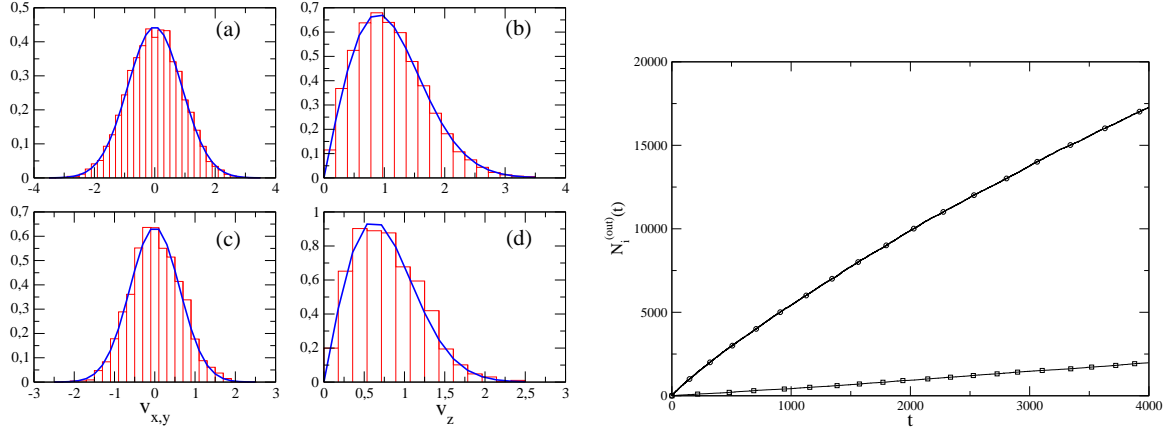 0,5
0,4
0,3
0,2
0,1
0
-4 -2 0 2 4
(a)
0,7
0,6
0,5
0,4
0,3
0,2
0,1
0
0 1 2 3 4
(b)
0,7
0,6
0,5
0,4
0,3
0,2
0,1
0
-3 -2 -1 0 1 2 3
(c)
v_{x,y}
1
0,8
0,6
0,4
0,2
0
0 0,5 1 1,5 2 2,5 3
(d)
v_z
20000
15000
10000
5000
0
0 1000 2000 3000 4000
N_i^{(out)}(t)
t